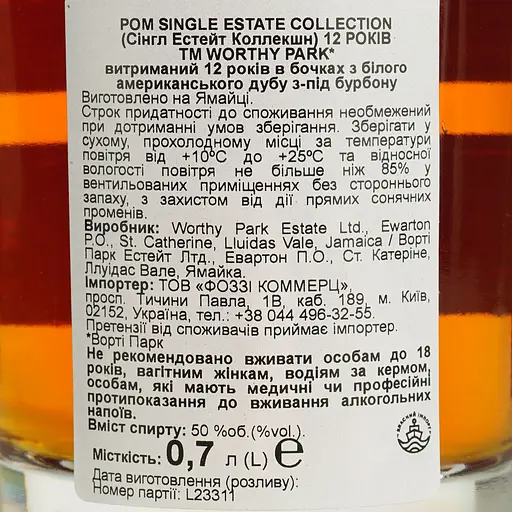 РОМ SINGLE ESTATE COLLECTION
(Сінгл Естейт Коллекшн) 12 РОКІВ
ТМ WORTHY PARK*
витриманий 12 років в бочках з білого
американського дубу з-під бурбону
Виготовлено на Ямайці.
Строк придатності до споживання необмежений
при дотриманні умов зберігання. Зберігати у
сухому, прохолодному місці за температури
повітря від +10ºС до +25ºС та відносної
вологості повітря не більше ніж 85% у
вентильованих приміщеннях без стороннього
запаху, з захистом від дії прямих сонячних
променів.
Виробник: Worthy Park Estate Ltd., Ewarton
P.O., St. Catherine, Lluidas Vale, Jamaica / Ворті
Парк Естейт Лтд., Евартон П.О., Ст. Катеріне,
Ллуідас Вале, Ямайка.
Імпортер: ТОВ «ФОЗЗІ КОММЕРЦ»,
просп. Тичини Павла, 1В, каб. 189, м. Київ,
02152, Україна, тел.: +38 044 496-32-55.
Претензії від споживачів приймає імпортер.
*Ворті Парк
Не рекомендовано вживати особам до 18
років, вагітним жінкам, водіям за кермом,
особам, які мають медичні чи професійні
протипоказання до вживання алкогольних
напоїв.
Вміст спирту: 50 %об.(%vol.).
Місткість: 0,7 л (L) e
Дата виготовлення (розливу):
Номер партії: L23311
ВЛАСНИЙ ІМПОРТ